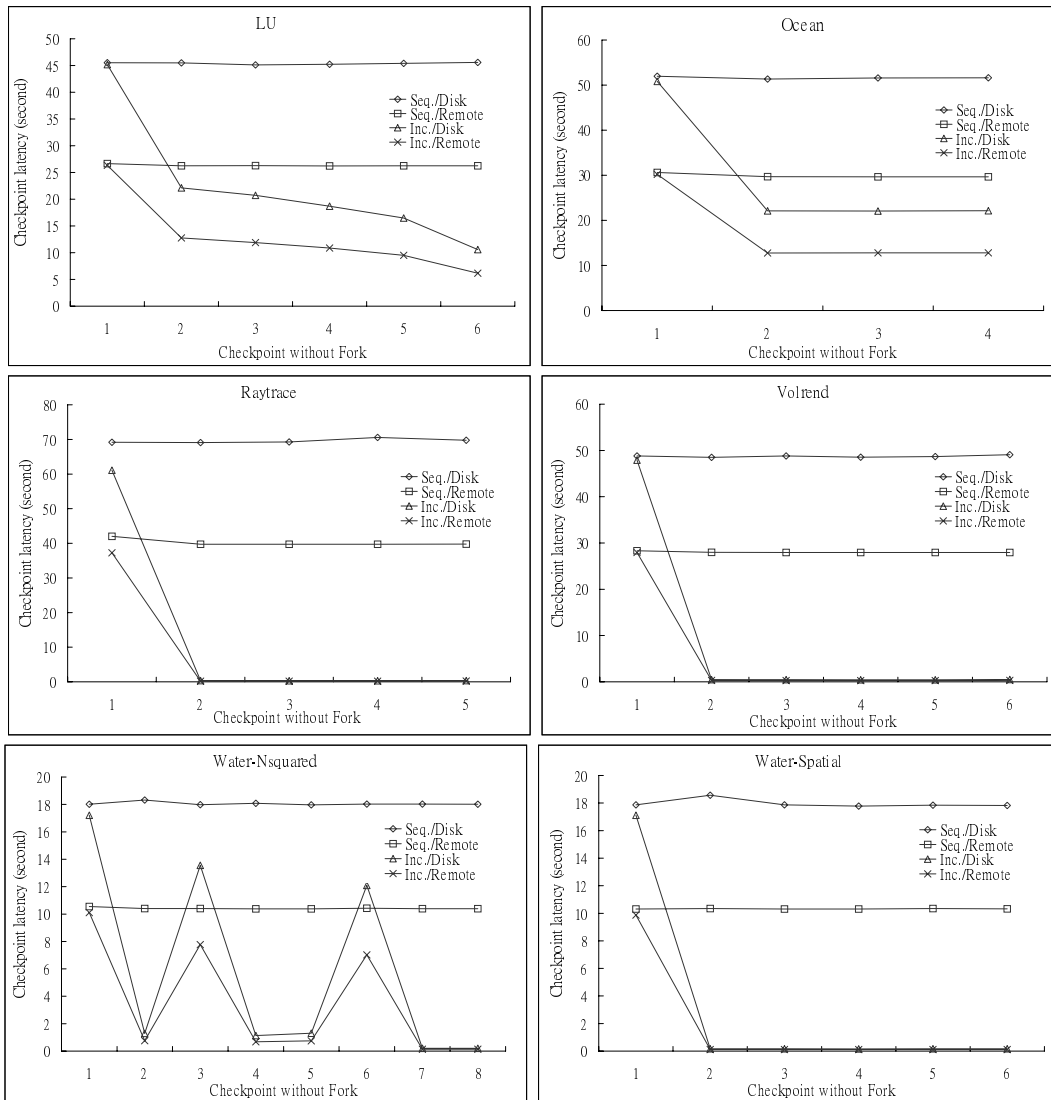 LU
Checkpoint latency (second)
50
45
40
35
30
25
20
15
10
5
0
Seq./Disk
Seq./Remote
Inc./Disk
Inc./Remote
1 2 3 4 5 6
Checkpoint without Fork
Ocean
Checkpoint latency (second)
60
50
40
30
20
10
0
Seq./Disk
Seq./Remote
Inc./Disk
Inc./Remote
1 2 3 4
Checkpoint without Fork
Raytrace
Checkpoint latency (second)
80
70
60
50
40
30
20
10
0
Seq./Disk
Seq./Remote
Inc./Disk
Inc./Remote
1 2 3 4 5
Checkpoint without Fork
Volrend
Checkpoint latency (second)
60
50
40
30
20
10
0
Seq./Disk
Seq./Remote
Inc./Disk
Inc./Remote
1 2 3 4 5 6
Checkpoint without Fork
Water-Nsquared
Checkpoint latency (second)
20
18
16
14
12
10
8
6
4
2
0
Seq./Disk
Seq./Remote
Inc./Disk
Inc./Remote
1 2 3 4 5 6 7 8
Checkpoint without Fork
Water-Spatial
Checkpoint latency (second)
20
18
16
14
12
10
8
6
4
2
0
Seq./Disk
Seq./Remote
Inc./Disk
Inc./Remote
1 2 3 4 5 6
Checkpoint without Fork